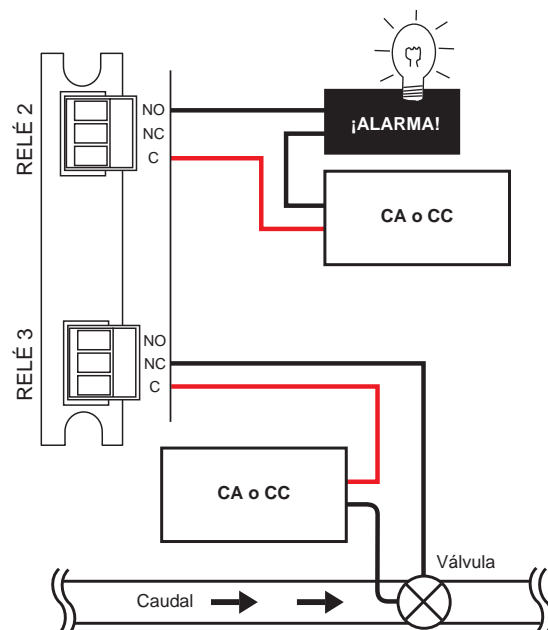 RELÉ 2
NO
NC
C
¡ALARMA!
CA o CC
RELÉ 3
NO
NC
C
CA o CC
Válvula
Caudal